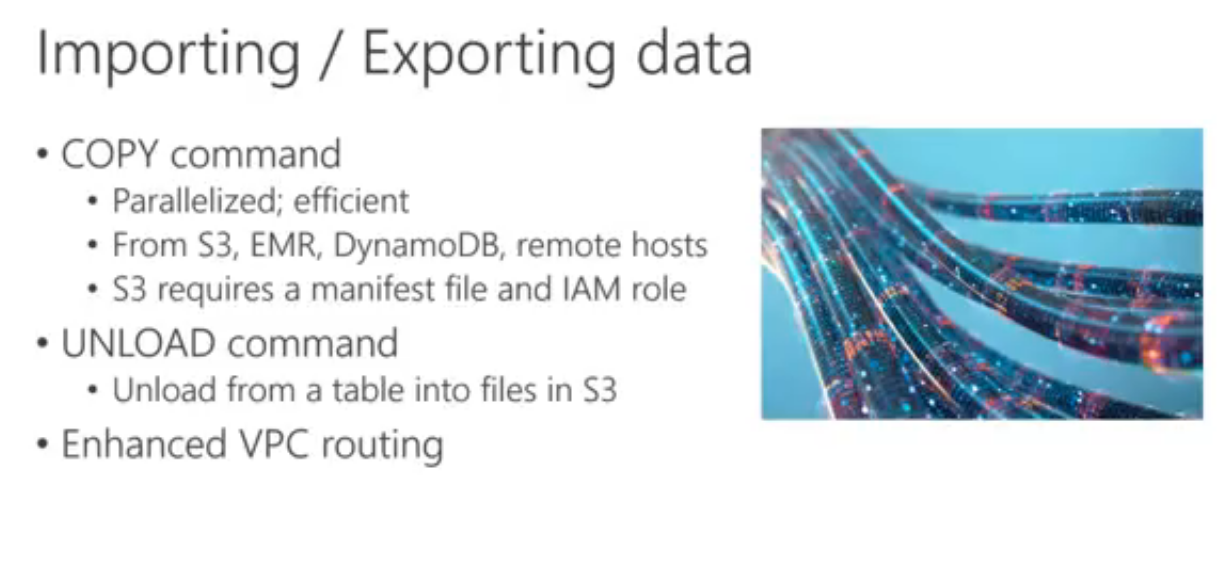 Importing / Exporting data
• COPY command
• Parallelized; efficient
• From S3, EMR, DynamoDB, remote hosts
• S3 requires a manifest file and IAM role
• UNLOAD command
• Unload from a table into files in S3
• Enhanced VPC routing